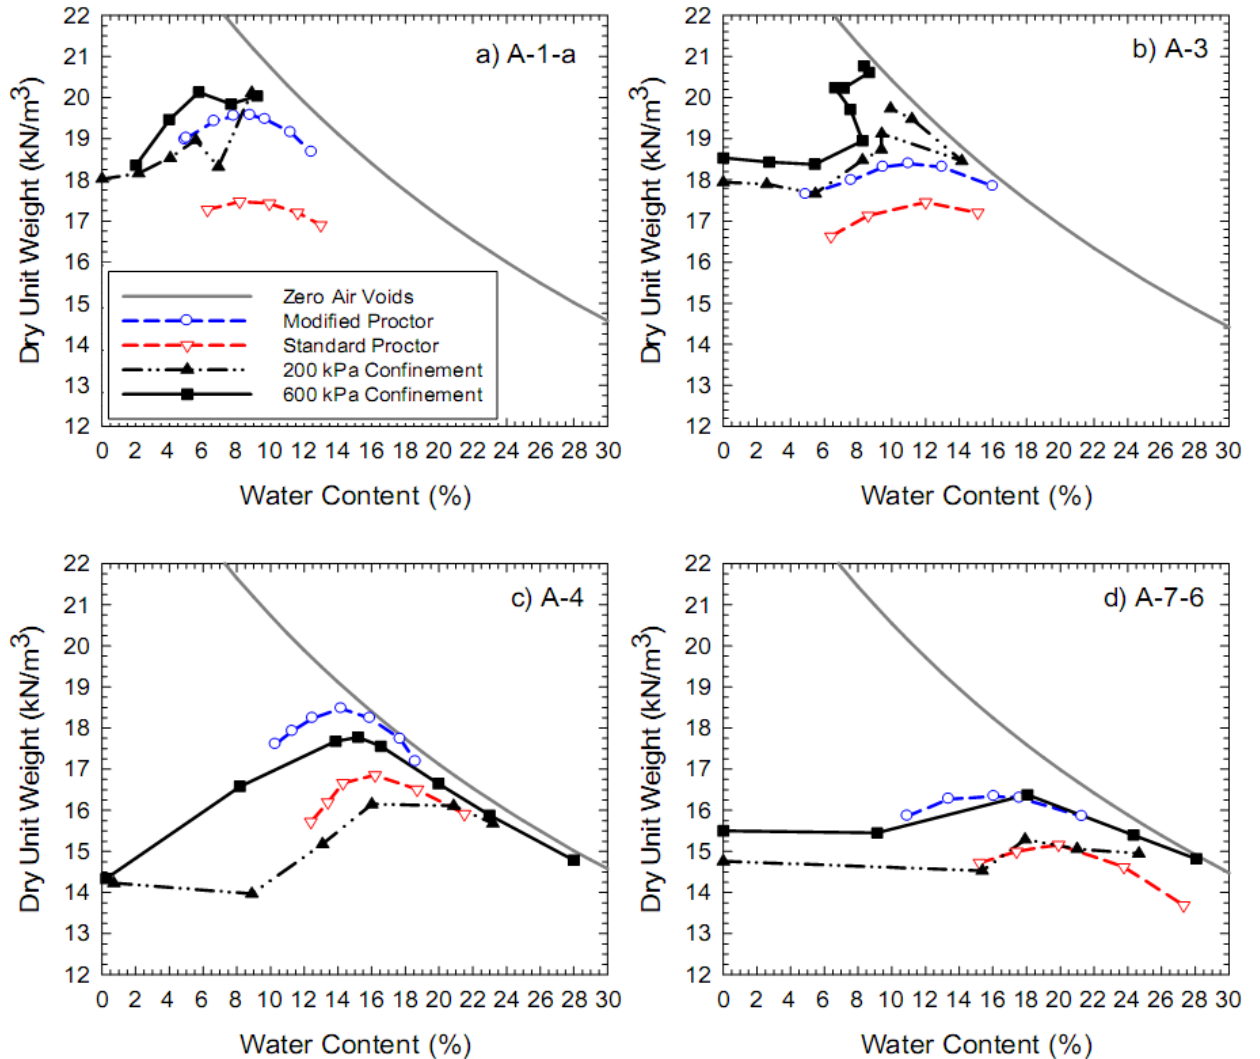 22
21
20
19
18
17
16
15
14
13
12
Dry Unit Weight (kN/m³)
a) A-1-a
Zero Air Voids
Modified Proctor
Standard Proctor
200 kPa Confinement
600 kPa Confinement
0 2 4 6 8 10 12 14 16 18 20 22 24 26 28 30
Water Content (%)
22
21
20
19
18
17
16
15
14
13
12
Dry Unit Weight (kN/m³)
b) A-3
0 2 4 6 8 10 12 14 16 18 20 22 24 26 28 30
Water Content (%)
22
21
20
19
18
17
16
15
14
13
12
Dry Unit Weight (kN/m³)
c) A-4
0 2 4 6 8 10 12 14 16 18 20 22 24 26 28 30
Water Content (%)
22
21
20
19
18
17
16
15
14
13
12
Dry Unit Weight (kN/m³)
d) A-7-6
0 2 4 6 8 10 12 14 16 18 20 22 24 26 28 30
Water Content (%)